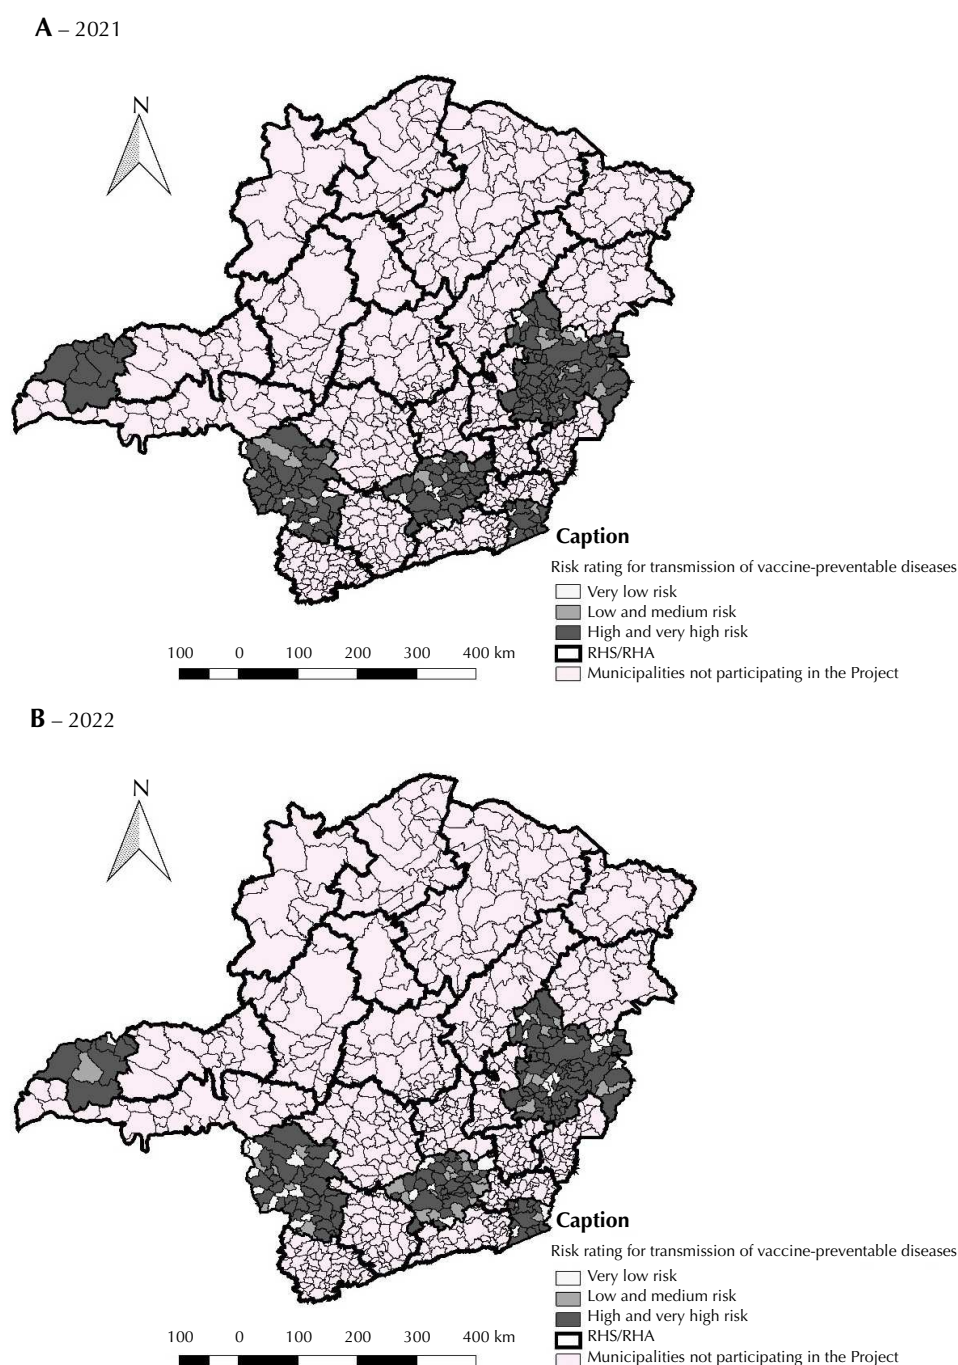 A – 2021
N
Caption
Risk rating for transmission of vaccine-preventable diseases
Very low risk
Low and medium risk
High and very high risk
RHS/RHA
Municipalities not participating in the Project
100 0 100 200 300 400 km
B – 2022
N
Caption
Risk rating for transmission of vaccine-preventable diseases
Very low risk
Low and medium risk
High and very high risk
RHS/RHA
Municipalities not participating in the Project
100 0 100 200 300 400 km